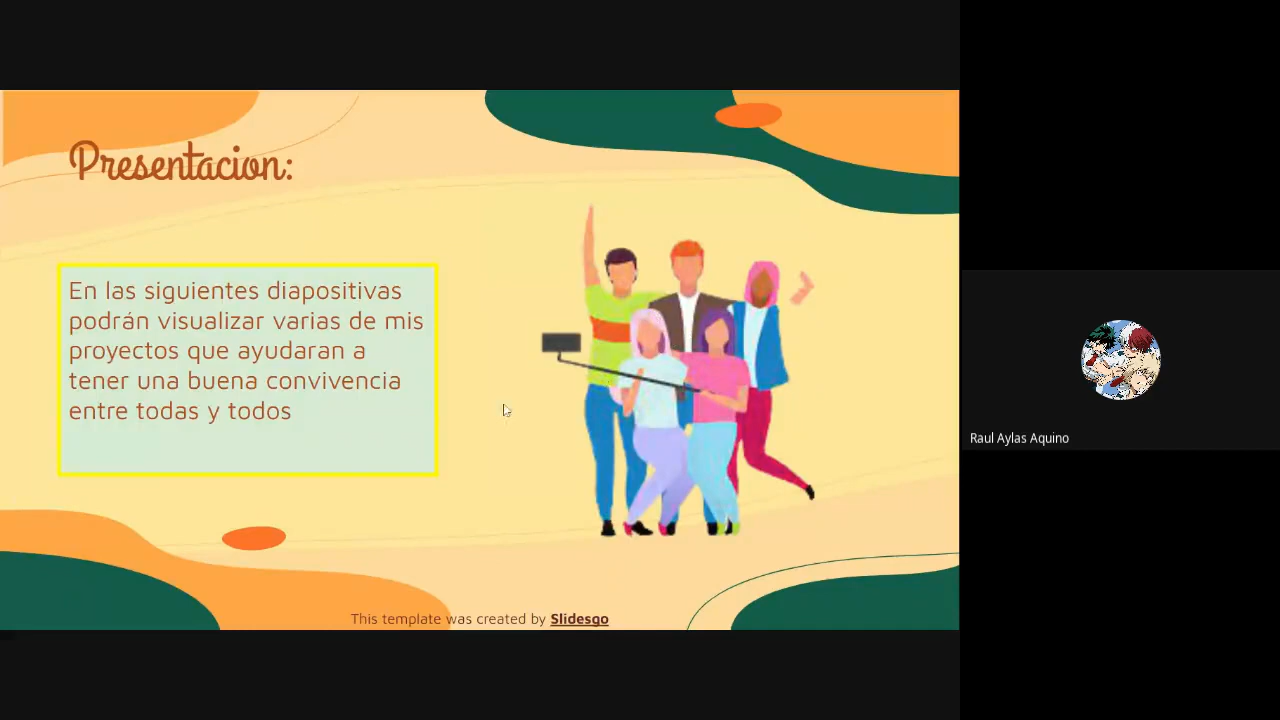 Presentacion:
En las siguientes diapositivas
podrán visualizar varias de mis
proyectos que ayudaran a
tener una buena convivencia
entre todas y todos
This template was created by Slidesgo
Raul Aylas Aquino